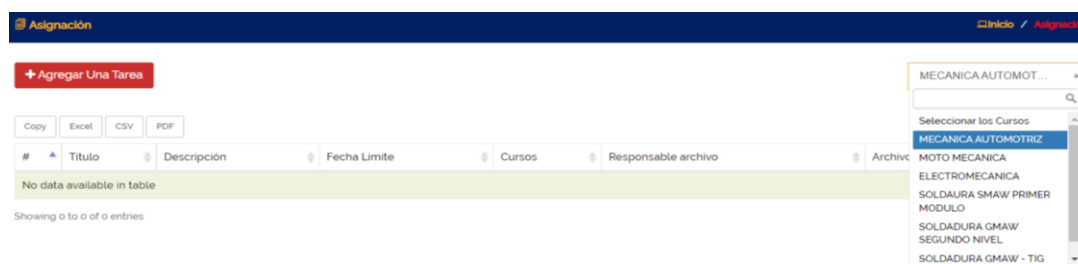 Asignación
Inicio / Asignaci
+ Agregar Una Tarea
MECANICA AUTOMOT...
Copy Excel CSV PDF
Seleccionar los Cursos
MECANICA AUTOMOTRIZ
MOTO MECANICA
ELECTROMECANICA
SOLDAURA SMAW PRIMER
MODULO
SOLDADURA GMAW
SEGUNDO NIVEL
SOLDADURA GMAW - TIG
# Titulo Descripción Fecha Limite Cursos Responsable archivo Archivo
No data available in table
Showing 0 to 0 of 0 entries